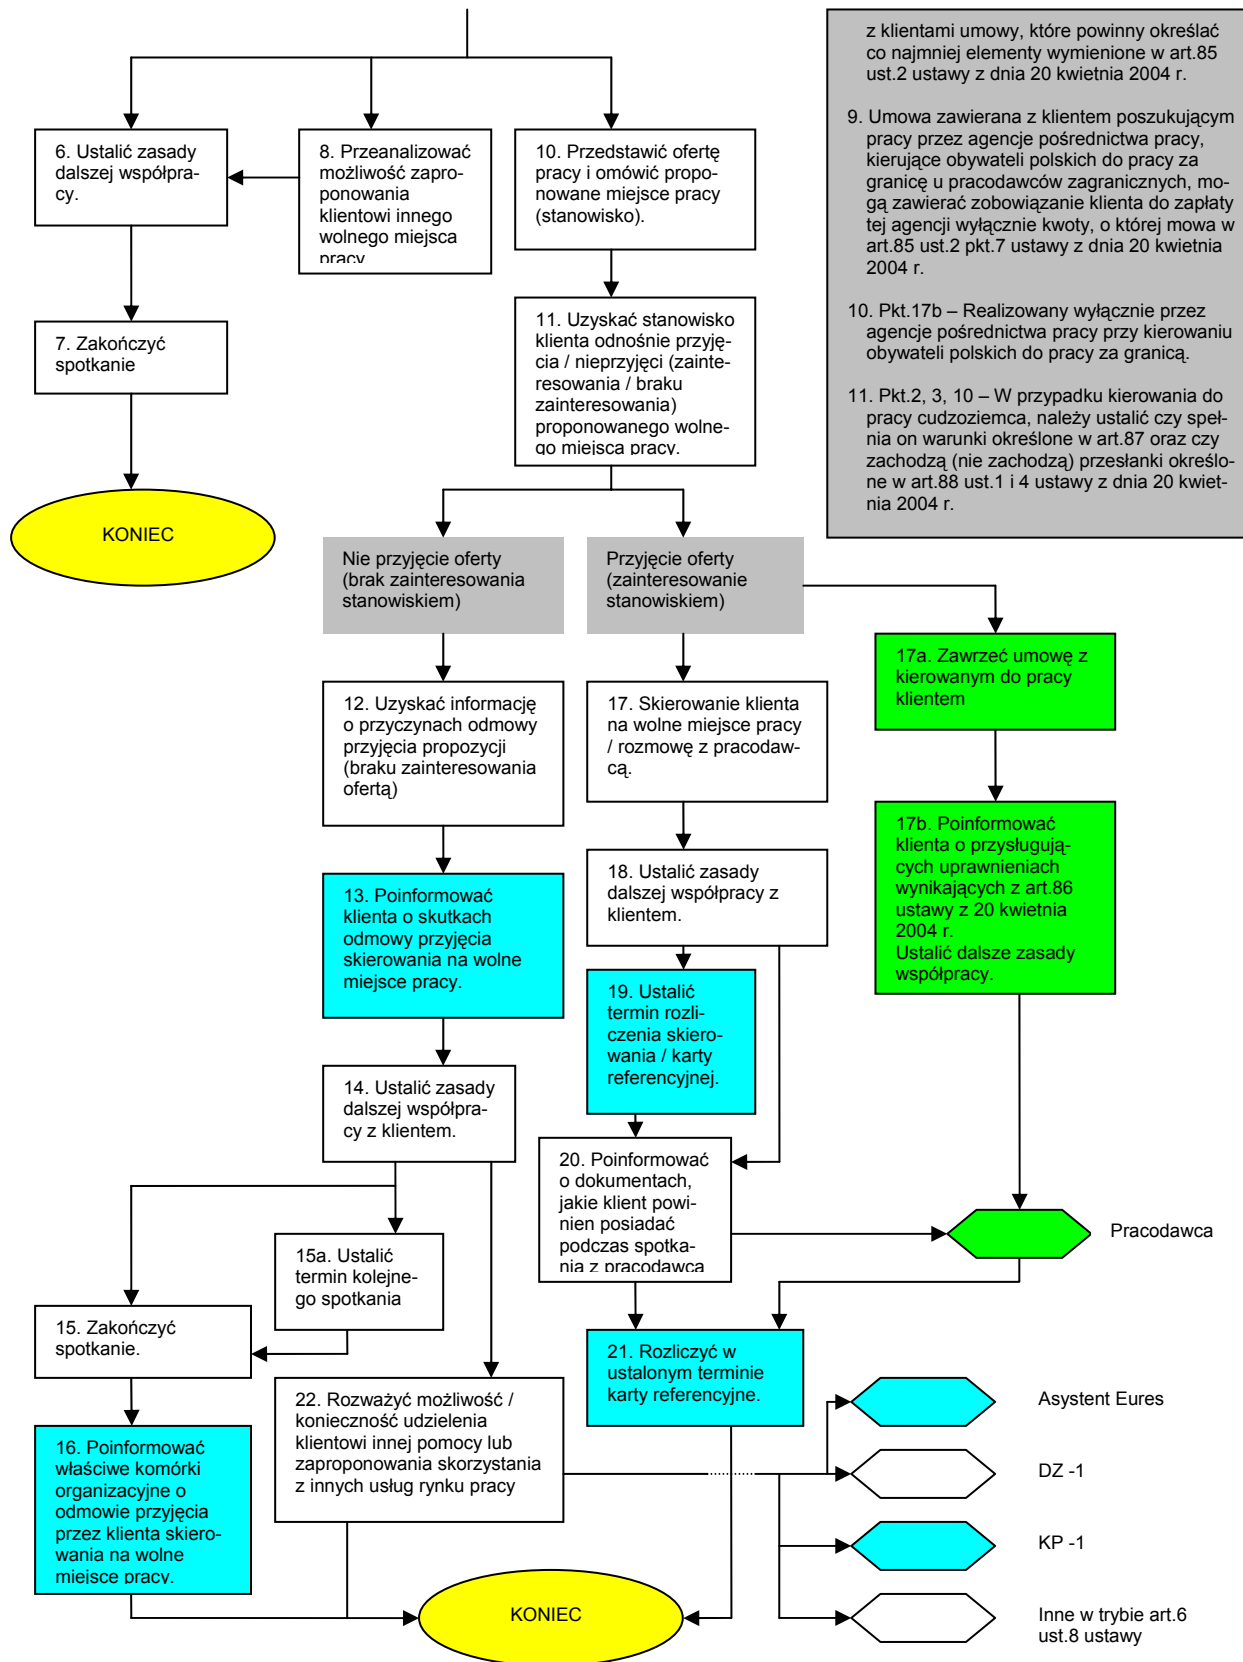 z klientami umowy, które powinny określać
co najmniej elementy wymienione w art.85
ust.2 ustawy z dnia 20 kwietnia 2004 r.
9. Umowa zawierana z klientem poszukującym
pracy przez agencje pośrednictwa pracy,
kierujące obywateli polskich do pracy za
granicę u pracodawców zagranicznych, mo-
gą zawierać zobowiązanie klienta do zapłaty
tej agencji wyłącznie kwoty, o której mowa w
art.85 ust.2 pkt.7 ustawy z dnia 20 kwietnia
2004 r.
10. Pkt.17b – Realizowany wyłącznie przez
agencje pośrednictwa pracy przy kierowaniu
obywateli polskich do pracy za granicą.
11. Pkt.2, 3, 10 – W przypadku kierowania do
pracy cudzoziemca, należy ustalić czy speł-
nia on warunki określone w art.87 oraz czy
zachodzą (nie zachodzą) przesłanki określo-
ne w art.88 ust.1 i 4 ustawy z dnia 20 kwiet-
nia 2004 r.
6. Ustalić zasady
dalszej współpra-
cy.
8. Przeanalizować
możliwość zapro-
ponowania
klientowi innego
wolnego miejsca
pracy
10. Przedstawić ofertę
pracy i omówić propo-
nowane miejsce pracy
(stanowisko).
7. Zakończyć
spotkanie
11. Uzyskać stanowisko
klienta odnośnie przyję-
cia / nieprzyjęci (zainte-
resowania / braku
zainteresowania)
proponowanego wolne-
go miejsca pracy.
KONIEC
Nie przyjęcie oferty
(brak zainteresowania
stanowiskiem)
Przyjęcie oferty
(zainteresowanie
stanowiskiem)
17a. Zawrzeć umowę z
kierowanym do pracy
klientem
12. Uzyskać informację
o przyczynach odmowy
przyjęcia propozycji
(braku zainteresowania
ofertą)
17. Skierowanie klienta
na wolne miejsce pracy
/ rozmowę z pracodaw-
cą.
17b. Poinformować
klienta o przysługują-
cych uprawnieniach
wynikających z art.86
ustawy z 20 kwietnia
2004 r.
Ustalić dalsze zasady
współpracy.
13. Poinformować
klienta o skutkach
odmowy przyjęcia
skierowania na wolne
miejsce pracy.
18. Ustalić zasady
dalszej współpracy z
klientem.
19. Ustalić
termin rozli-
czenia skiero-
wania / karty
referencyjnej.
14. Ustalić zasady
dalszej współpra-
cy z klientem.
20. Poinformować
o dokumentach,
jakie klient powi-
nien posiadać
podczas spotka-
nia z pracodawcą
Pracodawca
15a. Ustalić
termin kolejne-
go spotkania
15. Zakończyć
spotkanie.
21. Rozliczyć w
ustalonym terminie
karty referencyjne.
22. Rozważyć możliwość /
konieczność udzielenia
klientowi innej pomocy lub
zaproponowania skorzystania
z innych usług rynku pracy
16. Poinformować
właściwe komórki
organizacyjne o
odmowie przyjęcia
przez klienta skiero-
wania na wolne
miejsce pracy.
Asystent Eures
DZ -1
KP -1
Inne w trybie art.6
ust.8 ustawy
KONIEC